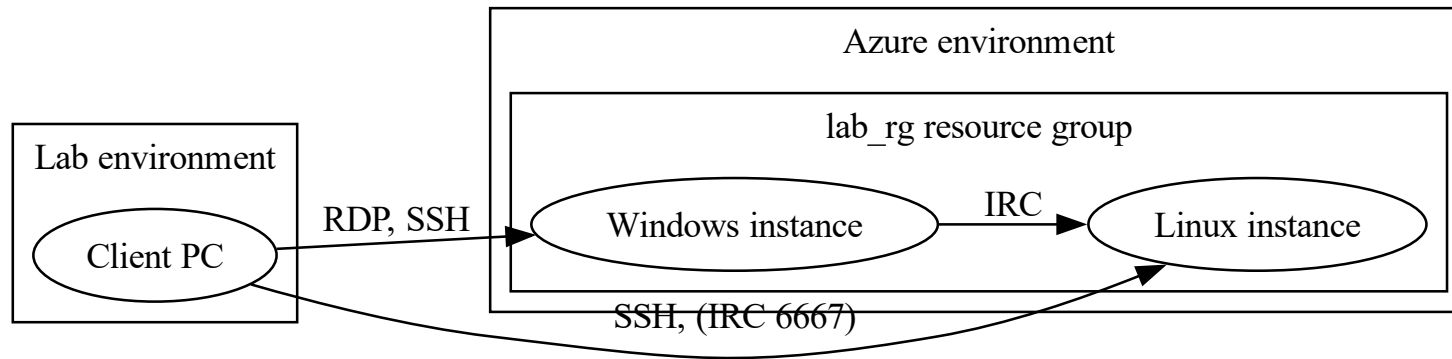 Azure environment
lab_rg resource group
Lab environment
Client PC
RDP, SSH
Windows instance
IRC
Linux instance
SSH, (IRC 6667)